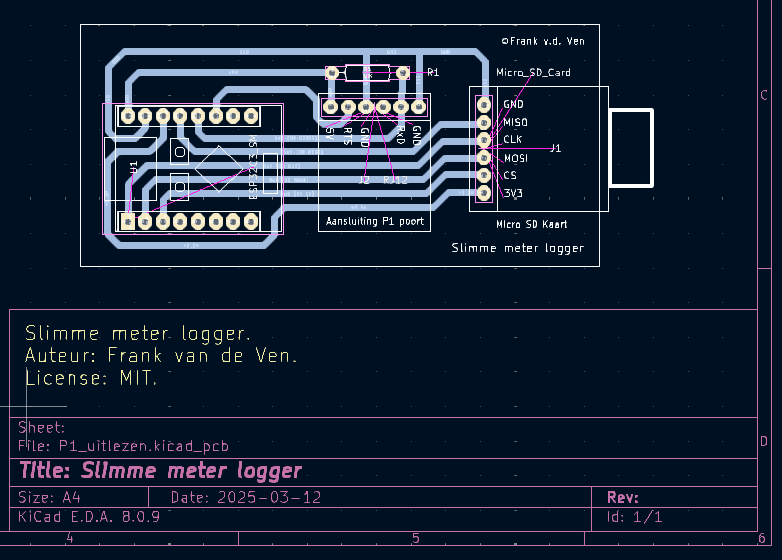 ©Frank v.d. Ven
R1
Micro_SD_Card
GND
MISO
CLK
J1
MOSI
CS
3V3
5V
RTS
GND
RxD
GND
A1
J2 RJ12
Aansluiting P1 poort
Micro SD Kaart
Slimme meter logger
Slimme meter logger.
Auteur: Frank van de Ven.
License: MIT.
Sheet:
File: P1_uitlezen.kicad_pcb
Title: Slimme meter logger
Size: A4
Date: 2025-03-12
Rev:
KiCad E.D.A. 8.0.9
Id: 1/1
C
D
4
5
6